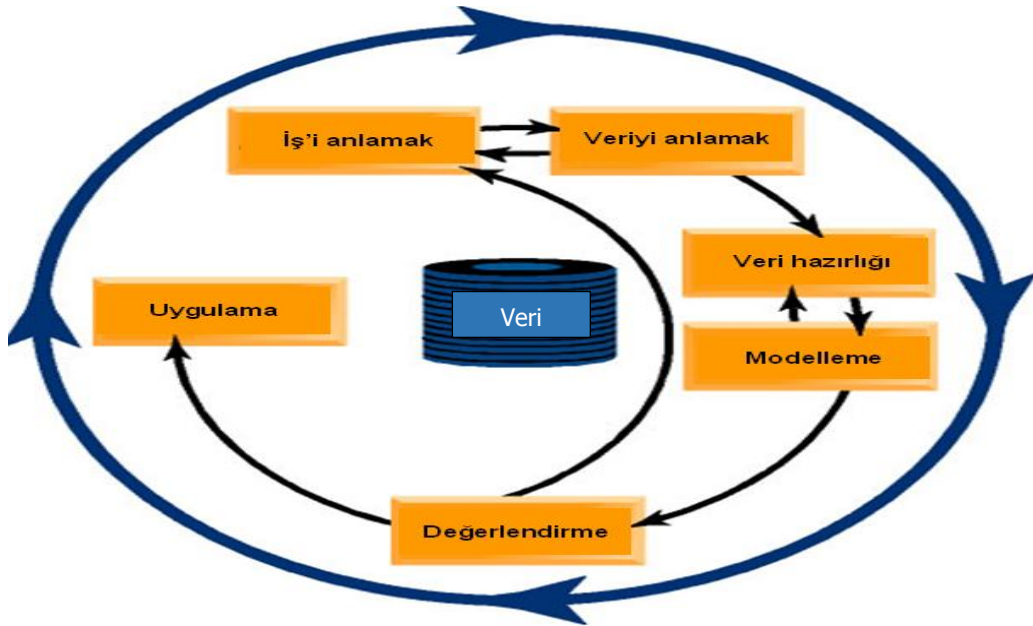 İş'i anlamak
Veriyi anlamak
Veri hazırlığı
Uygulama
Veri
Modelleme
Değerlendirme